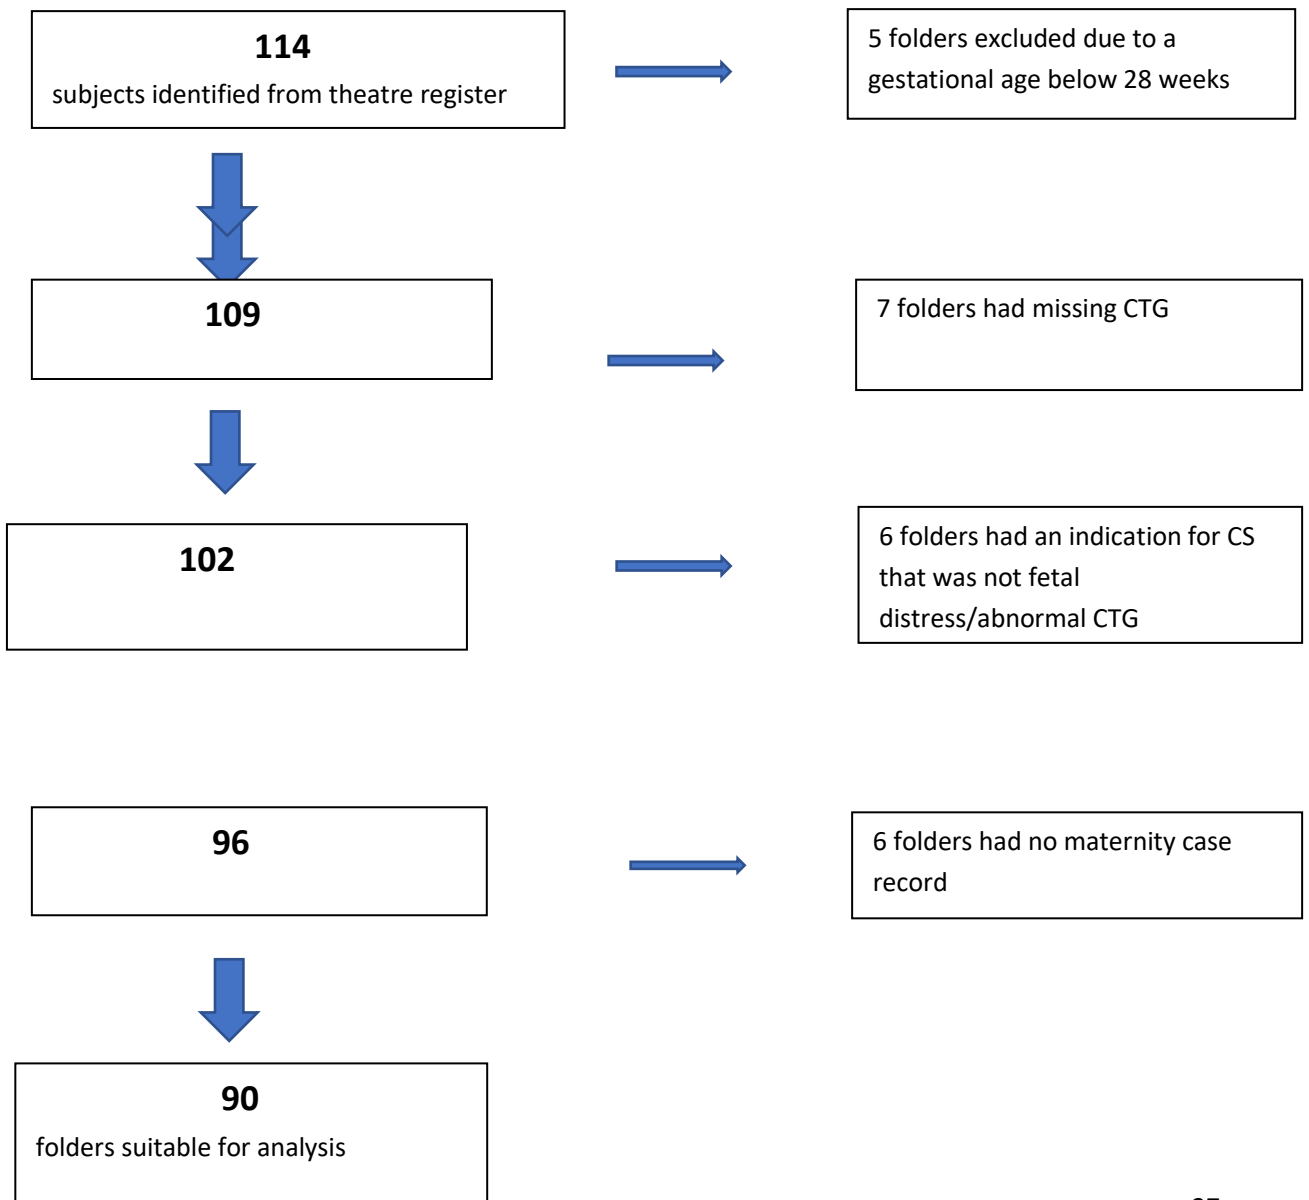 114
subjects identified from theatre register
5 folders excluded due to a
gestational age below 28 weeks
109
7 folders had missing CTG
102
6 folders had an indication for CS
that was not fetal
distress/abnormal CTG
96
6 folders had no maternity case
record
90
folders suitable for analysis